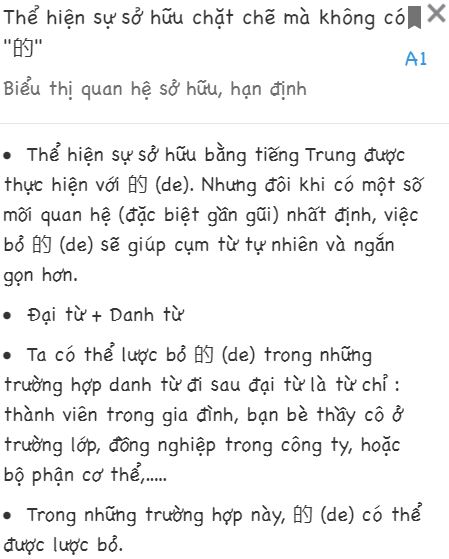 Thể hiện sự sở hữu chặt chẽ mà không có
"的"
A1
Biểu thị quan hệ sở hữu, hạn định
• Thể hiện sự sở hữu bằng tiếng Trung được
thực hiện với 的 (de). Nhưng đôi khi có một số
mối quan hệ (đặc biệt gần gũi) nhất định, việc
bỏ 的 (de) sẽ giúp cụm từ tự nhiên và ngắn
gọn hơn.
• Đại từ + Danh từ
• Ta có thể lược bỏ 的 (de) trong những
trường hợp danh từ đi sau đại từ là từ chỉ :
thành viên trong gia đình, bạn bè thầy cô ở
trường lớp, đồng nghiệp trong công ty, hoặc
bộ phận cơ thể,.....
• Trong những trường hợp này, 的 (de) có thể
được lược bỏ.